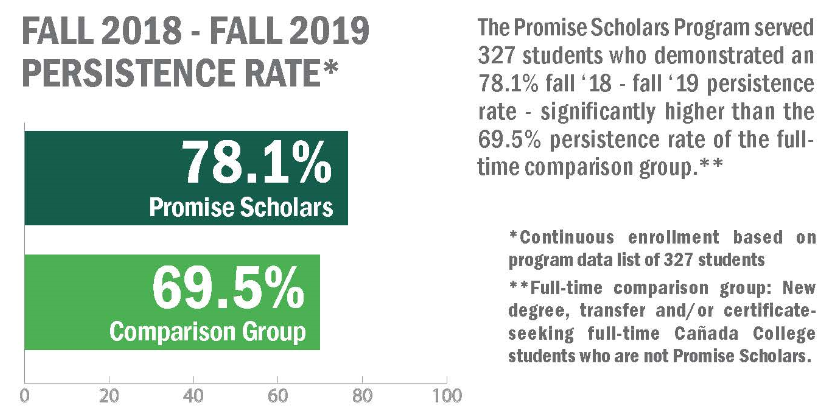 FALL 2018 - FALL 2019
PERSISTENCE RATE*
78.1%
Promise Scholars
69.5%
Comparison Group
0 20 40 60 80 100
The Promise Scholars Program served
327 students who demonstrated an
78.1% fall ‘18 - fall ‘19 persistence
rate - significantly higher than the
69.5% persistence rate of the full-
time comparison group.**
*Continuous enrollment based on
program data list of 327 students
**Full-time comparison group: New
degree, transfer and/or certificate-
seeking full-time Cañada College
students who are not Promise Scholars.